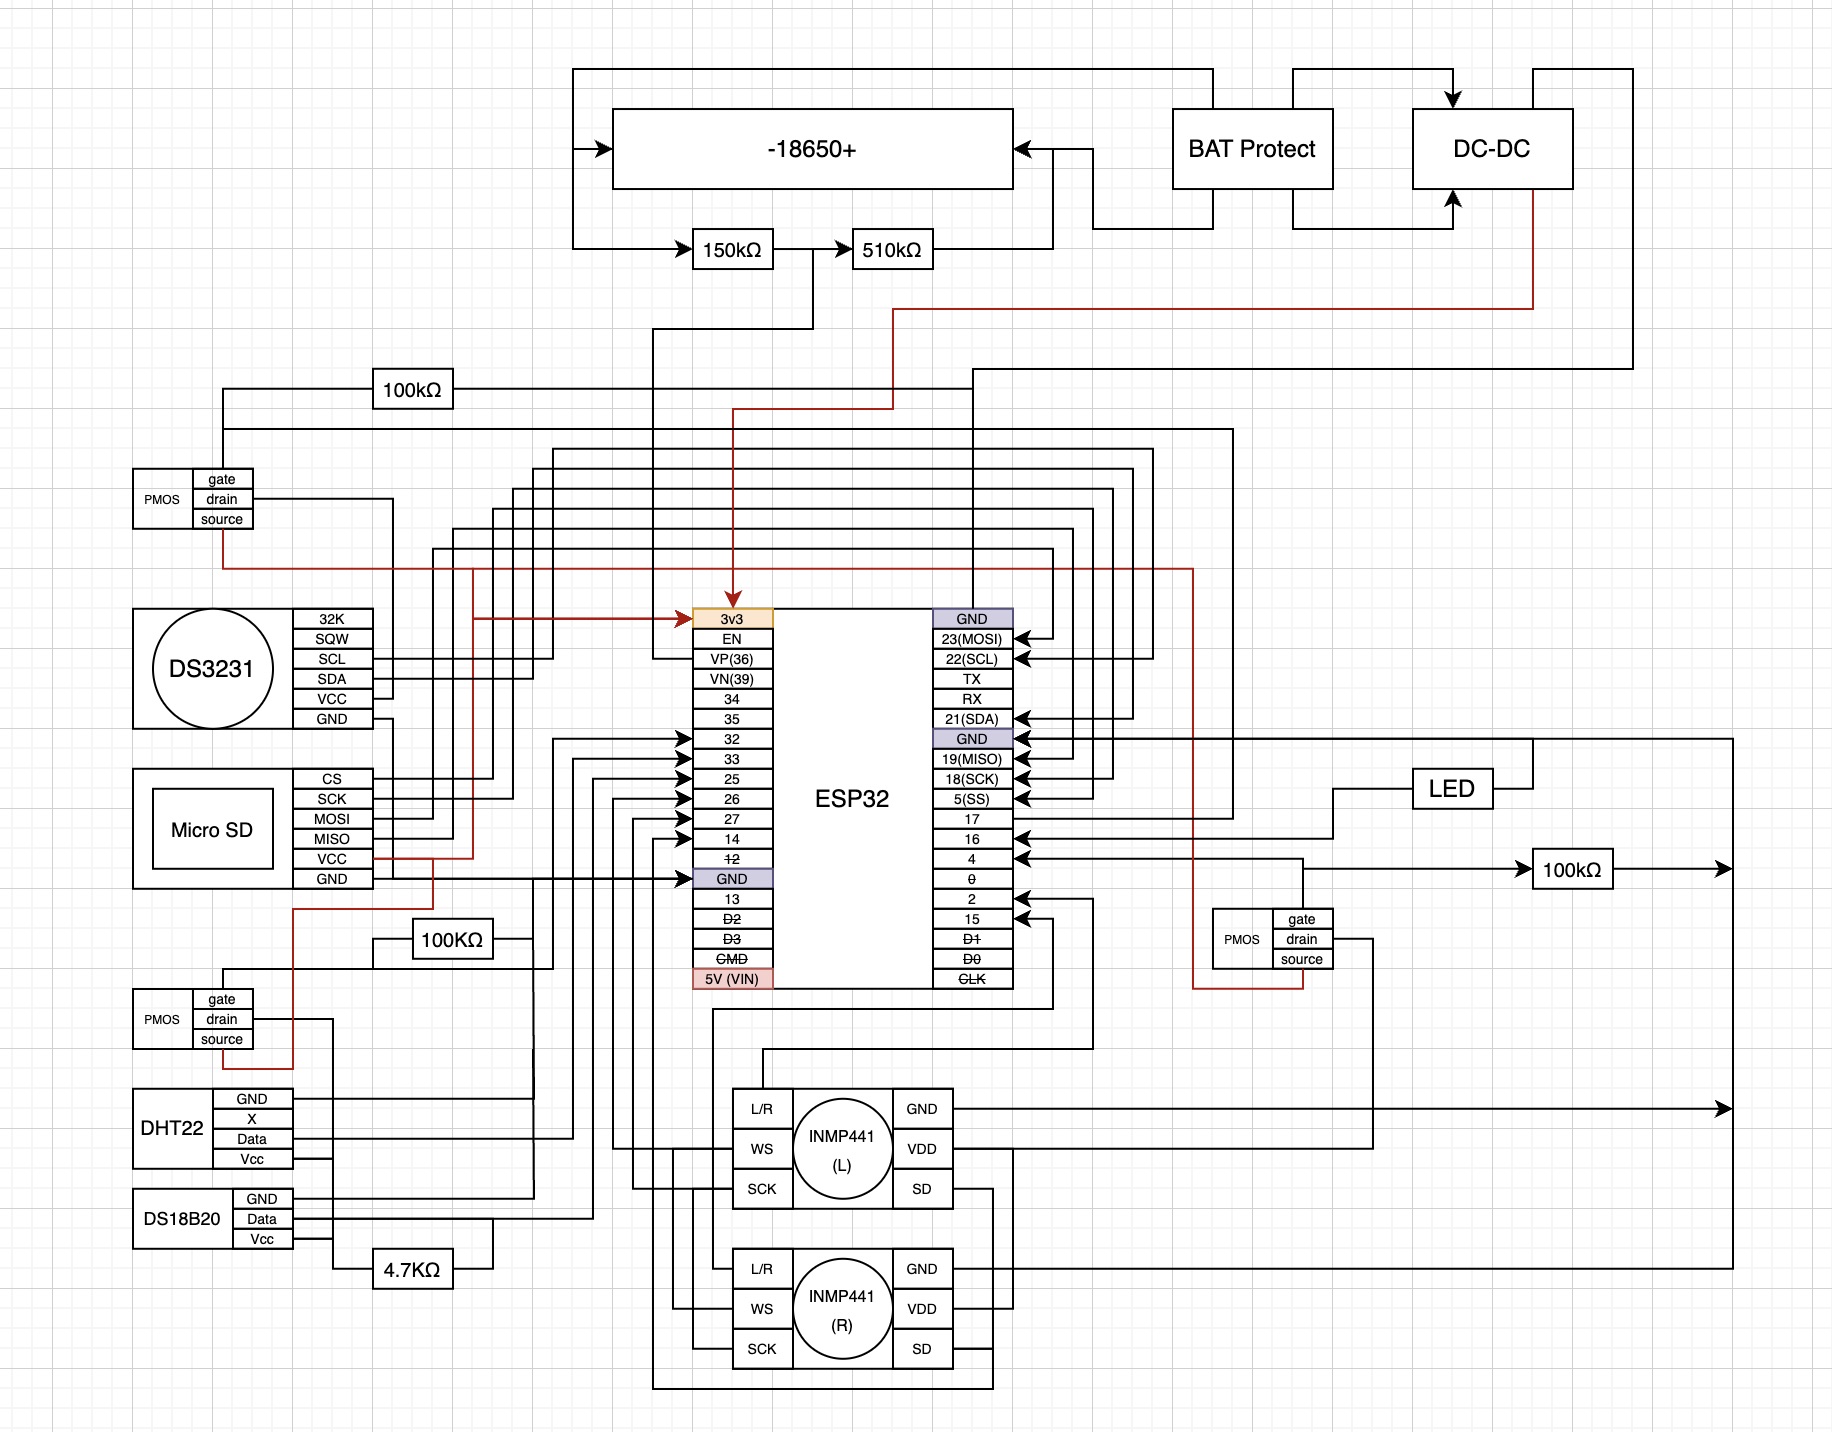 -18650+
BAT Protect
DC-DC
150kΩ
510kΩ
100kΩ
PMOS
gate
drain
source
DS3231
32K
SQW
SCL
SDA
VCC
GND
Micro SD
CS
SCK
MOSI
MISO
VCC
GND
ESP32
3v3
EN
VP(36)
VN(39)
34
35
32
33
25
26
27
14
12
GND
13
D2
D3
CMD
5V (VIN)
GND
23(MOSI)
22(SCL)
TX
RX
21(SDA)
GND
19(MISO)
18(SCK)
5(SS)
17
16
4
0
2
15
D1
D0
CLK
LED
100kΩ
PMOS
gate
drain
source
100KΩ
PMOS
gate
drain
source
DHT22
GND
X
Data
Vcc
DS18B20
GND
Data
Vcc
4.7KΩ
L/R
WS
SCK
INMP441
(L)
GND
VDD
SD
L/R
WS
SCK
INMP441
(R)
GND
VDD
SD